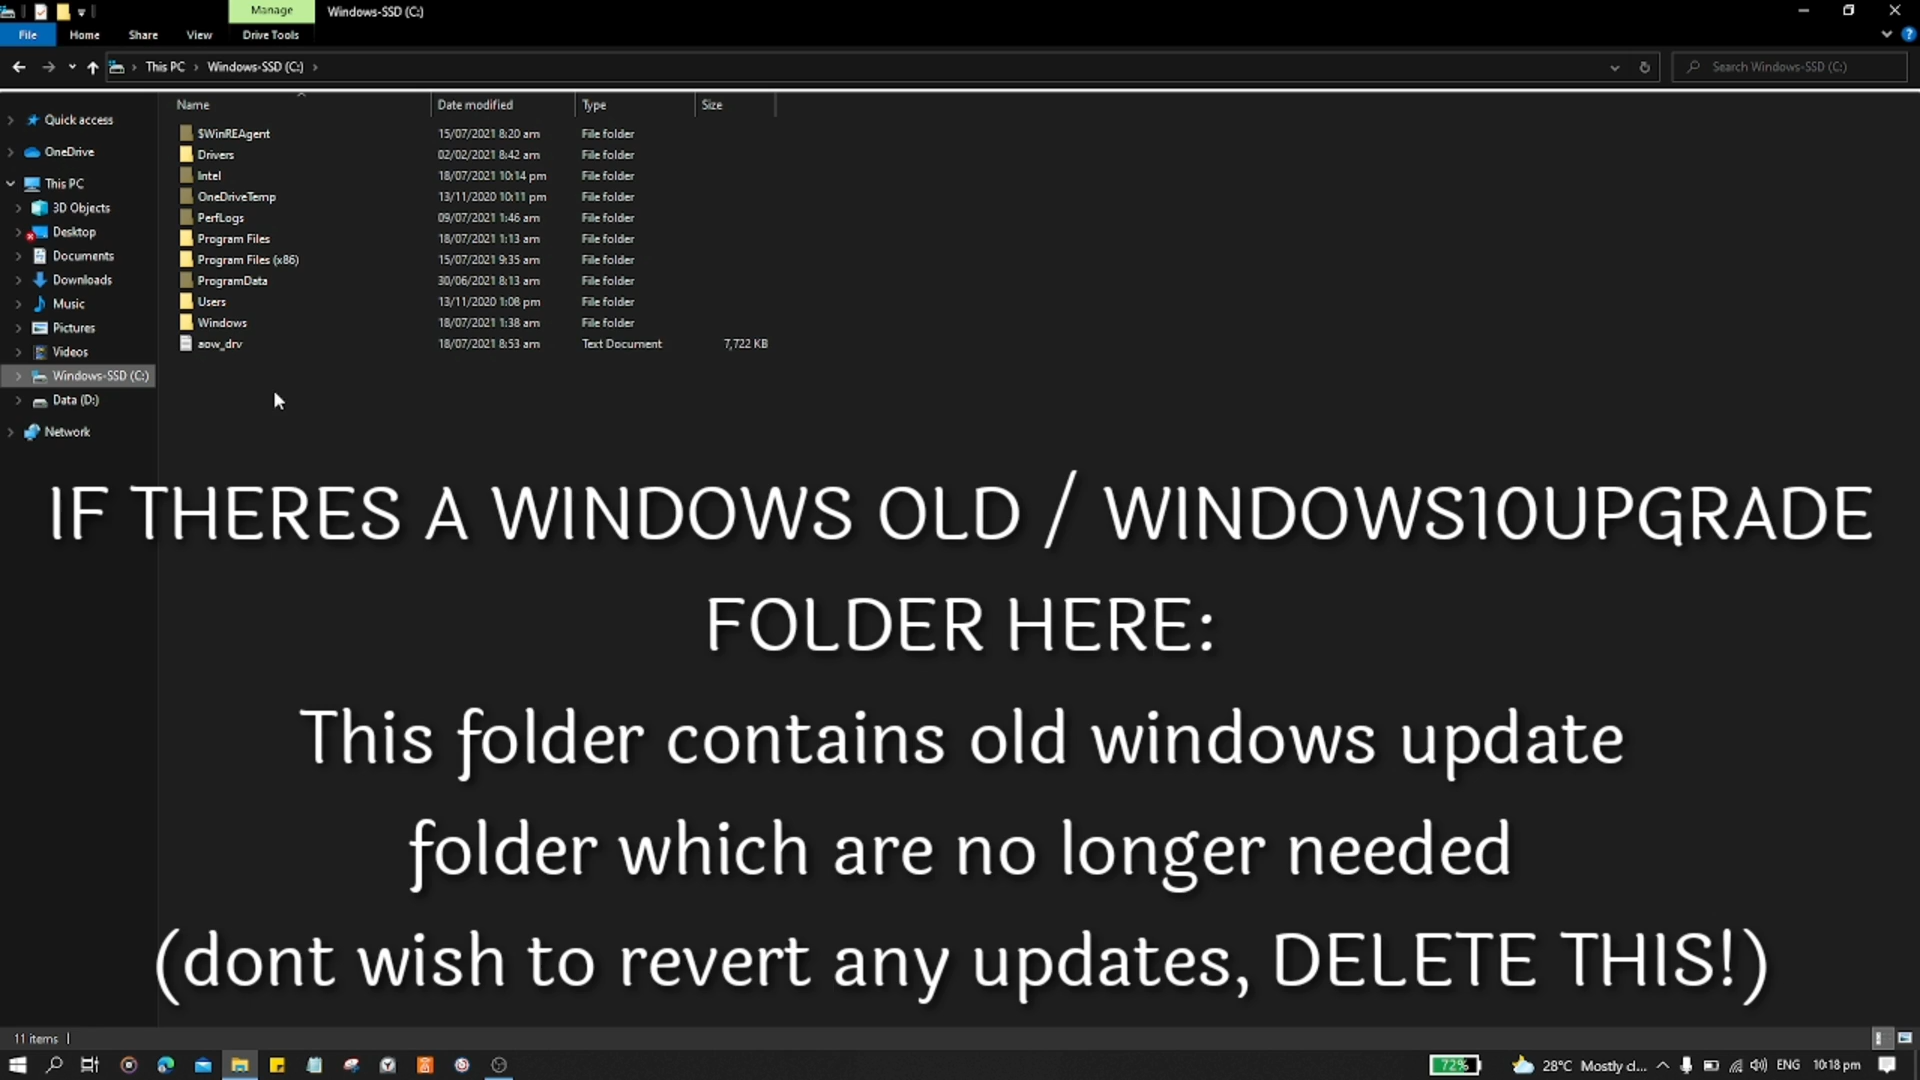 Manage
Windows-SSD (C:)
File Home Share View Drive Tools
This PC Windows-SSD (C:)
Search Windows-SSD (C:)
Name Date modified Type Size
Quick access
OneDrive
This PC
3D Objects
Desktop
Documents
Downloads
Music
Pictures
Videos
Windows-SSD (C:)
Data (D:)
Network
$WinREAgent 15/07/2021 8:20 am File folder
Drivers 02/02/2021 8:42 am File folder
Intel 18/07/2021 10:14 pm File folder
OneDriveTemp 13/11/2020 10:11 pm File folder
PerfLogs 09/07/2021 1:46 am File folder
Program Files 18/07/2021 1:13 am File folder
Program Files (x86) 15/07/2021 9:35 am File folder
ProgramData 30/06/2021 8:13 am File folder
Users 13/11/2020 1:08 pm File folder
Windows 18/07/2021 1:38 am File folder
aow_drv 18/07/2021 8:53 am Text Document 7,722 KB
IF THERES A WINDOWS OLD / WINDOWS10UPGRADE
FOLDER HERE:
This folder contains old windows update
folder which are no longer needed
(dont wish to revert any updates, DELETE THIS!)
11 items
72% 28°C Mostly cl... ENG 10:18 pm